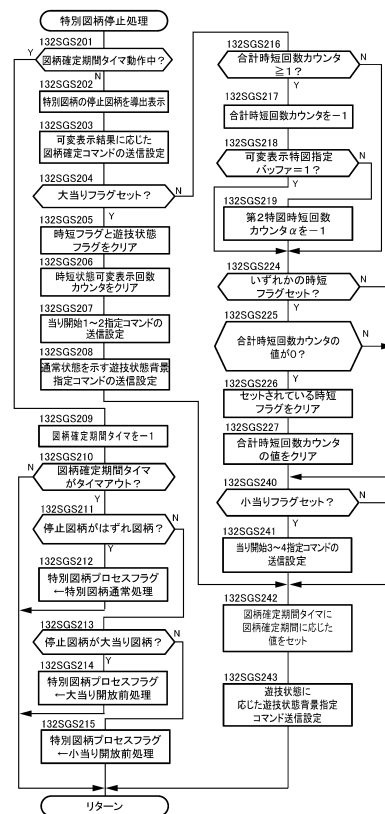 特別図柄停止処理
132SGS201
図柄確定期間タイマ動作中?
Y
N
132SGS202
特別図柄の停止図柄を導出表示
132SGS203
可変表示結果に応じた
図柄確定コマンドの送信設定
132SGS204
大当りフラグセット?
N
Y
132SGS205
時短フラグと遊技状態
フラグをクリア
132SGS206
時短状態可変表示回数
カウンタをクリア
132SGS207
当り開始1~2指定コマンドの
送信設定
132SGS208
通常状態を示す遊技状態背景
指定コマンドの送信設定
132SGS209
図柄確定期間タイマを-1
132SGS210
図柄確定期間タイマ
がタイマアウト?
N
Y
132SGS211
停止図柄がはずれ図柄?
N
Y
132SGS212
特別図柄プロセスフラグ
←特別図柄通常処理
132SGS213
停止図柄が大当り図柄?
N
Y
132SGS214
特別図柄プロセスフラグ
←大当り開放前処理
132SGS215
特別図柄プロセスフラグ
←小当り開放前処理
リターン
132SGS216
合計時短回数カウンタ
≧1?
N
Y
132SGS217
合計時短回数カウンタを-1
132SGS218
可変表示特図指定
バッファ=1?
N
Y
132SGS219
第2特図時短回数
カウンタαを-1
132SGS224
いずれかの時短
フラグセット?
N
Y
132SGS225
合計時短回数カウンタの
値が0?
N
Y
132SGS226
セットされている時短
フラグをクリア
132SGS227
合計時短回数カウンタ
の値をクリア
132SGS240
小当りフラグセット?
N
Y
132SGS241
当り開始3~4指定コマンドの
送信設定
132SGS242
図柄確定期間タイマに
図柄確定期間に応じた
値をセット
132SGS243
遊技状態に
応じた遊技状態背景指定
コマンド送信設定